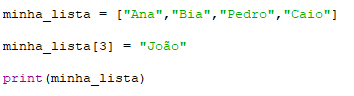 minha_lista = ["Ana","Bia","Pedro","Caio"]
minha_lista[3] = "João"
print(minha_lista)